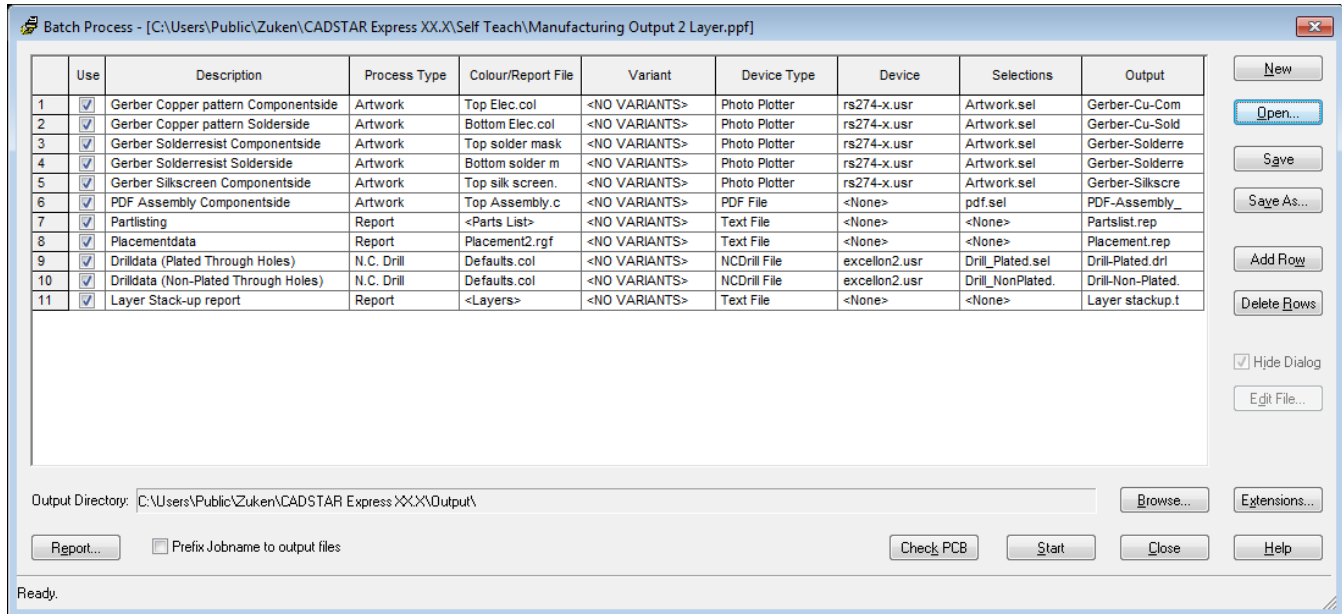 Batch Process - [C:\Users\Public\Zuken\CADSTAR Express XX.X\Self Teach\Manufacturing Output 2 Layer.ppf]
Use Description Process Type Colour/Report File Variant Device Type Device Selections Output
1 Gerber Copper pattern Componentside Artwork Top Elec.col <NO VARIANTS> Photo Plotter rs274-x.usr Artwork.sel Gerber-Cu-Com
2 Gerber Copper pattern Solderside Artwork Bottom Elec.col <NO VARIANTS> Photo Plotter rs274-x.usr Artwork.sel Gerber-Cu-Sold
3 Gerber Solderresist Componentside Artwork Top solder mask <NO VARIANTS> Photo Plotter rs274-x.usr Artwork.sel Gerber-Solderre
4 Gerber Solderresist Solderside Artwork Bottom solder m <NO VARIANTS> Photo Plotter rs274-x.usr Artwork.sel Gerber-Solderre
5 Gerber Silkscreen Componentside Artwork Top silk screen. <NO VARIANTS> Photo Plotter rs274-x.usr Artwork.sel Gerber-Silkscre
6 PDF Assembly Componentside Artwork Top Assembly.c <NO VARIANTS> PDF File <None> pdf.sel PDF-Assembly_
7 Partlisting Report <Parts List> <NO VARIANTS> Text File <None> <None> Partslist.rep
8 Placementdata Report Placement2.rgf <NO VARIANTS> Text File <None> <None> Placement.rep
9 Drilldata (Plated Through Holes) N.C. Drill Defaults.col <NO VARIANTS> NCDrill File excellon2.usr Drill_Plated.sel Drill-Plated.drl
10 Drilldata (Non-Plated Through Holes) N.C. Drill Defaults.col <NO VARIANTS> NCDrill File excellon2.usr Drill_NonPlated. Drill-Non-Plated.
11 Layer Stack-up report Report <Layers> <NO VARIANTS> Text File <None> <None> Layer stackup.t
New
Open...
Save
Save As...
Add Row
Delete Rows
Hide Dialog
Edit File...
Output Directory: C:\Users\Public\Zuken\CADSTAR Express XX.X\Output\ Browse... Extensions...
Report... Prefix Jobname to output files Check PCB Start Close Help
Ready.